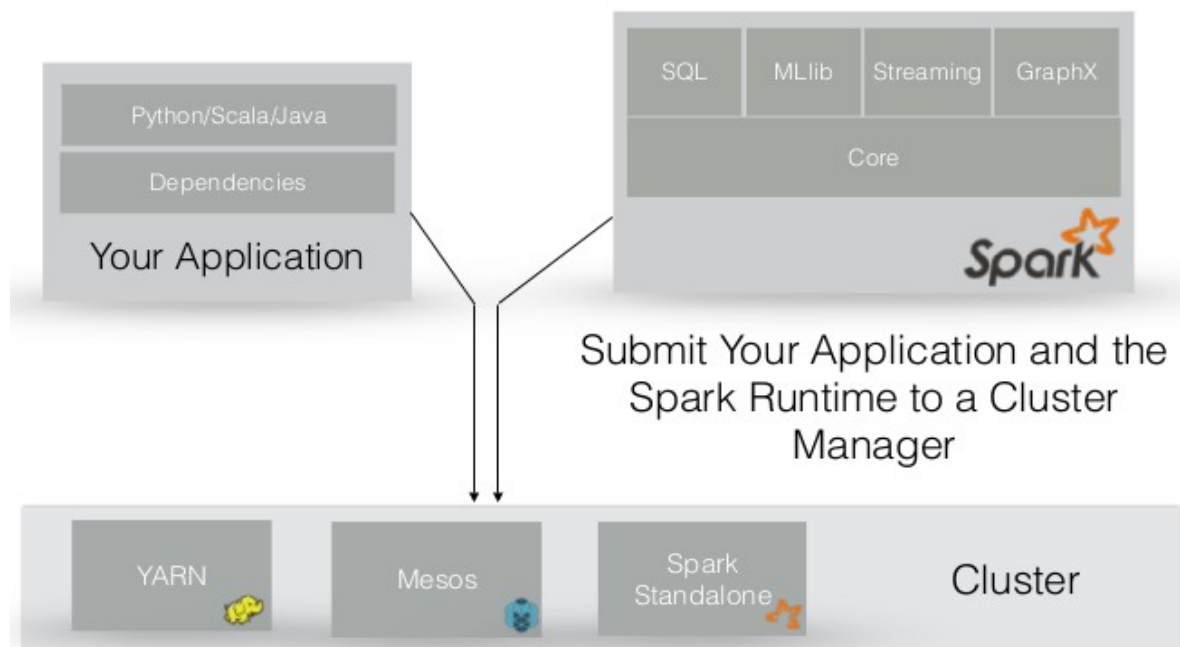 Python/Scala/Java
Dependencies
Your Application
SQL
MLlib
Streaming
GraphX
Core
Spark
Submit Your Application and the
Spark Runtime to a Cluster
Manager
YARN
Mesos
Spark
Standalone
Cluster